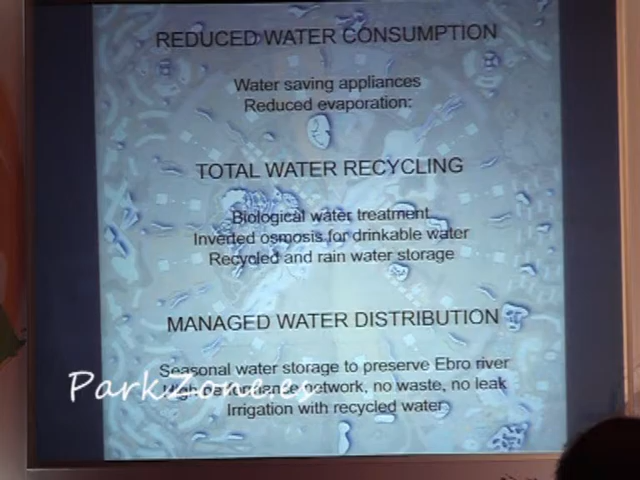 REDUCED WATER CONSUMPTION
Water saving appliances
Reduced evaporation:
TOTAL WATER RECYCLING
Biological water treatment
Inverted osmosis for drinkable water
Recycled and rain water storage
MANAGED WATER DISTRIBUTION
Seasonal water storage to preserve Ebro river
High performance network, no waste, no leak
Irrigation with recycled water
ParkZone.es